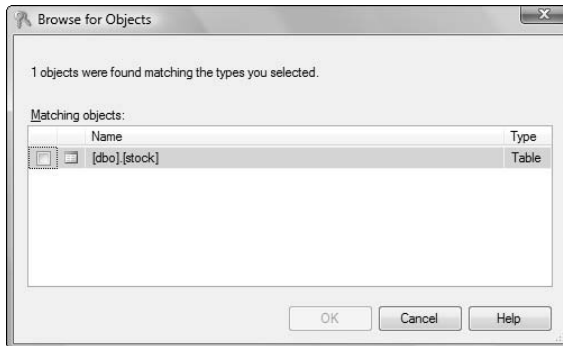 Browse for Objects
1 objects were found matching the types you selected.
Matching objects:
Name Type
[dbo].[stock] Table
OK Cancel Help